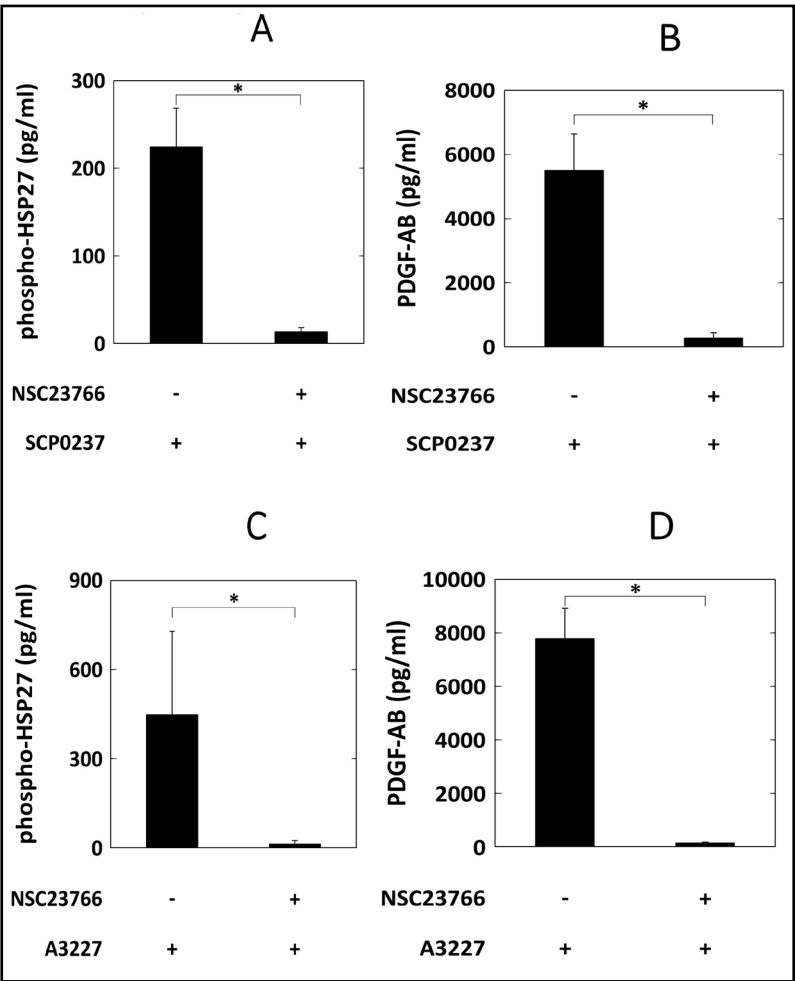 A
phospho-HSP27 (pg/ml)
300
200
100
0
*
NSC23766 - +
SCP0237 + +
B
PDGF-AB (pg/ml)
8000
6000
4000
2000
0
*
NSC23766 - +
SCP0237 + +
C
phospho-HSP27 (pg/ml)
900
600
300
0
*
NSC23766 - +
A3227 + +
D
PDGF-AB (pg/ml)
10000
8000
6000
4000
2000
0
*
NSC23766 - +
A3227 + +